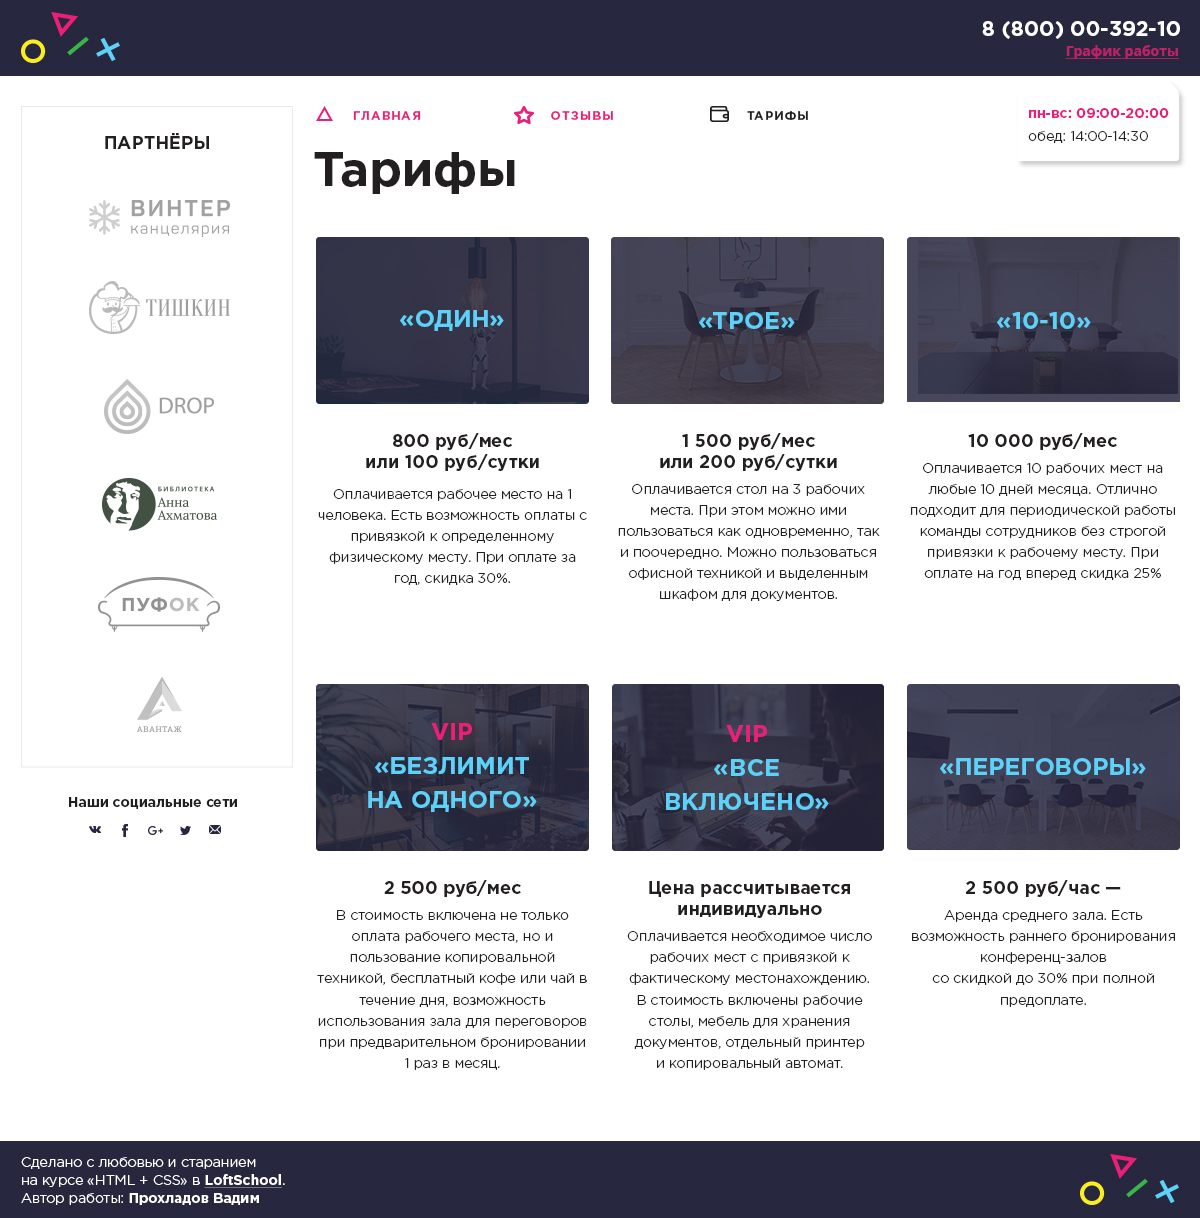 8 (800) 00-392-10
График работы
ПАРТНЁРЫ
ВИНТЕР
канцелярия
ТИШКИН
DROP
БИБЛИОТЕКА
Анна
Ахматова
ПУФОК
АВАНТАЖ
Наши социальные сети
G+
ГЛАВНАЯ
ОТЗЫВЫ
ТАРИФЫ
пн-вс: 09:00-20:00
обед: 14:00-14:30
Тарифы
«ОДИН»
800 руб/мес
или 100 руб/сутки
Оплачивается рабочее место на 1
человека. Есть возможность оплаты с
привязкой к определенному
физическому месту. При оплате за
год, скидка 30%.
«ТРОЕ»
1 500 руб/мес
или 200 руб/сутки
Оплачивается стол на 3 рабочих
места. При этом можно ими
пользоваться как одновременно, так
и поочередно. Можно пользоваться
офисной техникой и выделенным
шкафом для документов.
«10-10»
10 000 руб/мес
Оплачивается 10 рабочих мест на
любые 10 дней месяца. Отлично
подходит для периодической работы
команды сотрудников без строгой
привязки к рабочему месту. При
оплате на год вперед скидка 25%
VIP
«БЕЗЛИМИТ
НА ОДНОГО»
2 500 руб/мес
В стоимость включена не только
оплата рабочего места, но и
пользование копировальной
техникой, бесплатный кофе или чай в
течение дня, возможность
использования зала для переговоров
при предварительном бронировании
1 раз в месяц.
VIP
«ВСЕ
ВКЛЮЧЕНО»
Цена рассчитывается
индивидуально
Оплачивается необходимое число
рабочих мест с привязкой к
фактическому местонахождению.
В стоимость включены рабочие
столы, мебель для хранения
документов, отдельный принтер
и копировальный автомат.
«ПЕРЕГОВОРЫ»
2 500 руб/час —
Аренда среднего зала. Есть
возможность раннего бронирования
конференц-залов
со скидкой до 30% при полной
предоплате.
Сделано с любовью и старанием
на курсе «HTML + CSS» в LoftSchool.
Автор работы: Прохладов Вадим